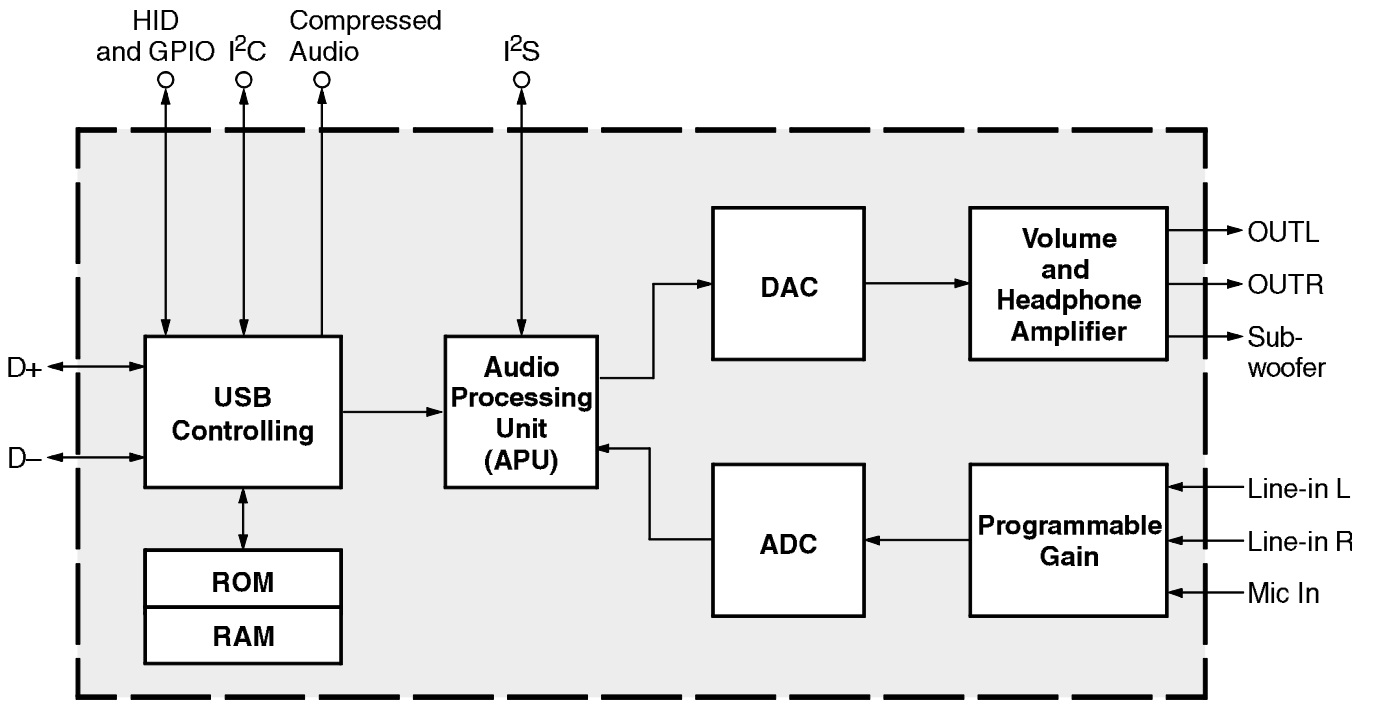 HID
and GPIO
I²C
Compressed
Audio
I²S
D+
D–
USB
Controlling
ROM
RAM
Audio
Processing
Unit
(APU)
DAC
ADC
Volume
and
Headphone
Amplifier
Programmable
Gain
OUTL
OUTR
Sub-
woofer
Line-in L
Line-in R
Mic In